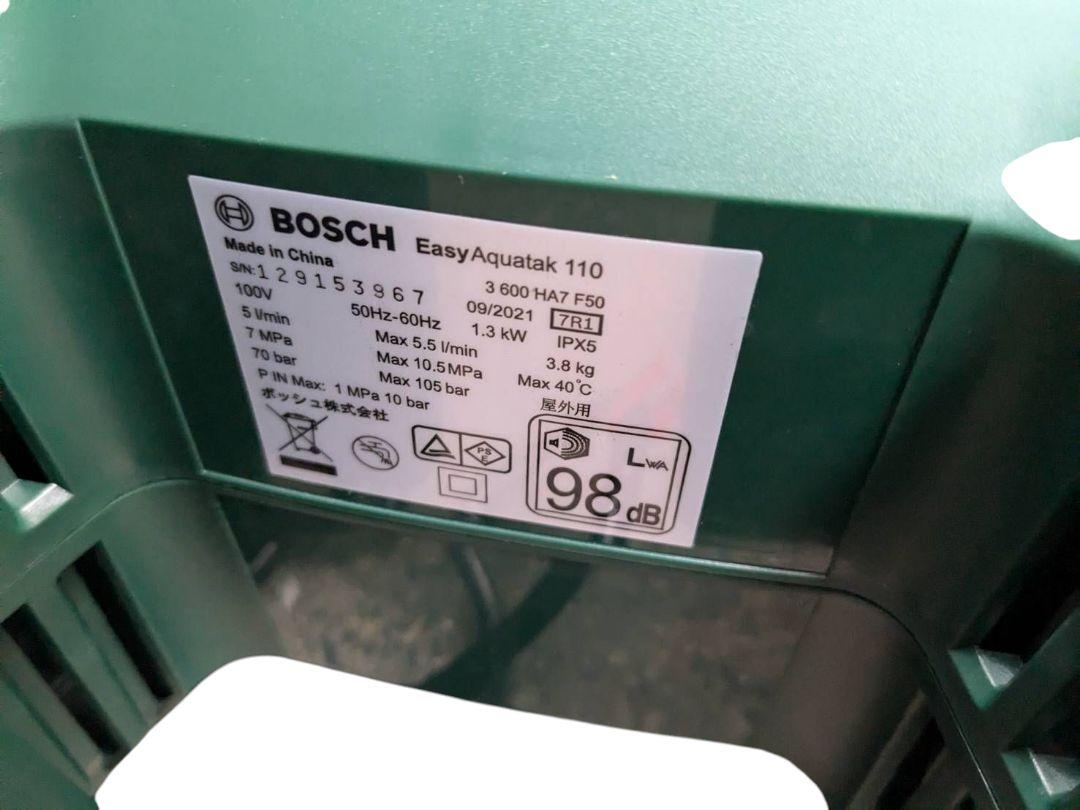 BOSCH EasyAquatak 110
Made in China
3 600 HA7 F50
S/N:129153967
09/2021 7R1
100V 50Hz-60Hz 1.3 kW IPX5
5 l/min Max 5.5 l/min 3.8 kg
7 MPa Max 10.5MPa Max 40°C
70 bar Max 105 bar 屋外用
P IN Max: 1 MPa 10 bar
ボッシュ株式会社
PS
E
LWA
98 dB